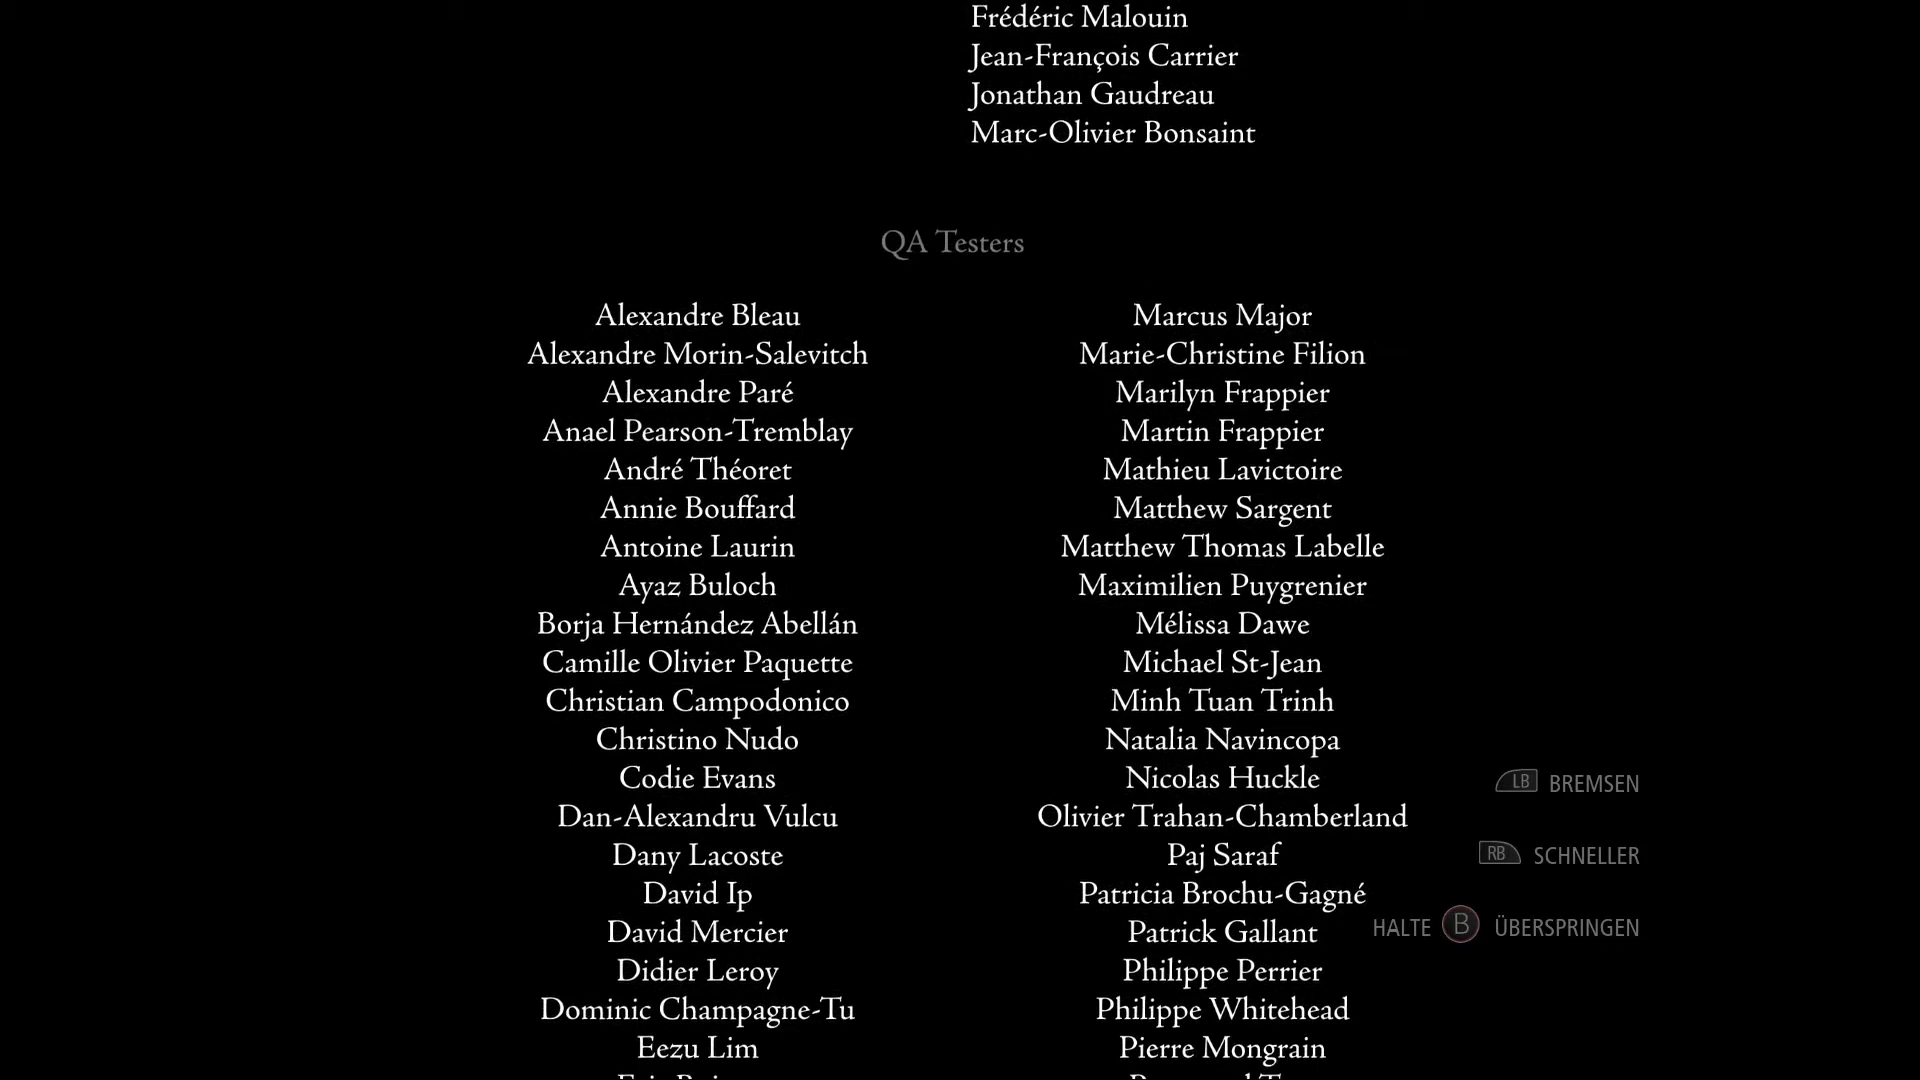 Frédéric Malouin
Jean-François Carrier
Jonathan Gaudreau
Marc-Olivier Bonsaint
QA Testers
Alexandre Bleau
Alexandre Morin-Salevitch
Alexandre Paré
Anael Pearson-Tremblay
André Théoret
Annie Bouffard
Antoine Laurin
Ayaz Buloch
Borja Hernández Abellán
Camille Olivier Paquette
Christian Campodonico
Christino Nudo
Codie Evans
Dan-Alexandru Vulcu
Dany Lacoste
David Ip
David Mercier
Didier Leroy
Dominic Champagne-Tu
Eezu Lim
Marcus Major
Marie-Christine Filion
Marilyn Frappier
Martin Frappier
Mathieu Lavictoire
Matthew Sargent
Matthew Thomas Labelle
Maximilien Puygrenier
Mélissa Dawe
Michael St-Jean
Minh Tuan Trinh
Natalia Navincopa
Nicolas Huckle
Olivier Trahan-Chamberland
Paj Saraf
Patricia Brochu-Gagné
Patrick Gallant
Philippe Perrier
Philippe Whitehead
Pierre Mongrain
LB BREMSEN
RB SCHNELLER
HALTE B ÜBERSPRINGEN